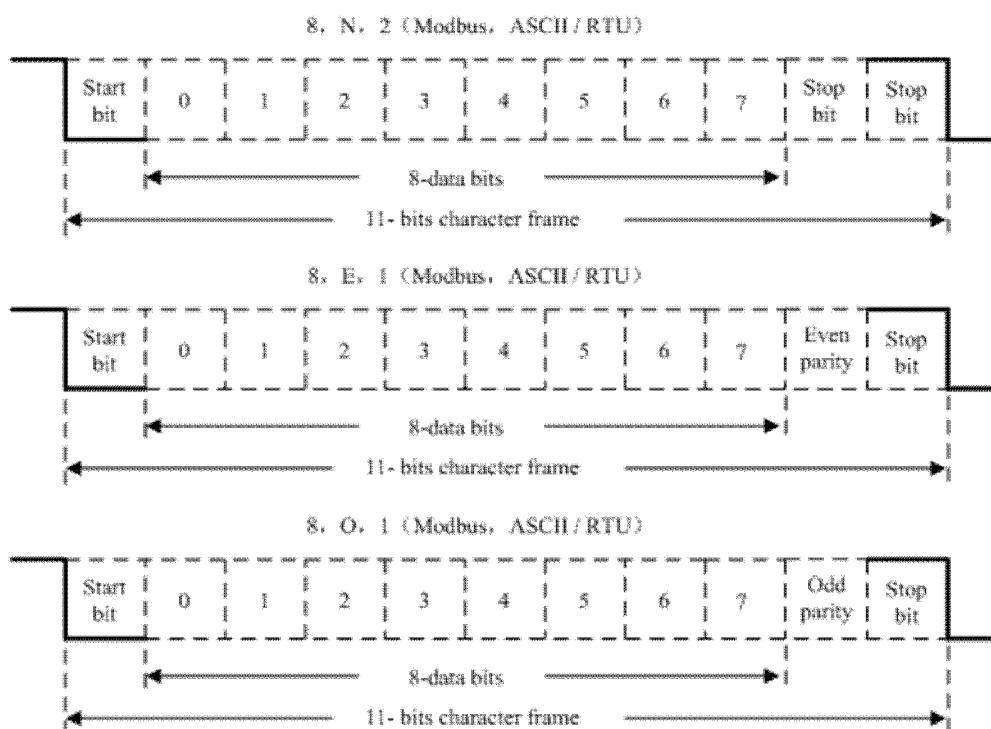 8，N，2（Modbus，ASCII/RTU）
Start bit 0 1 2 3 4 5 6 7 Stop bit Stop bit
8-data bits
11- bits character frame
8，E，1（Modbus，ASCII/RTU）
Start bit 0 1 2 3 4 5 6 7 Even parity Stop bit
8-data bits
11- bits character frame
8，O，1（Modbus，ASCII/RTU）
Start bit 0 1 2 3 4 5 6 7 Odd parity Stop bit
8-data bits
11- bits character frame